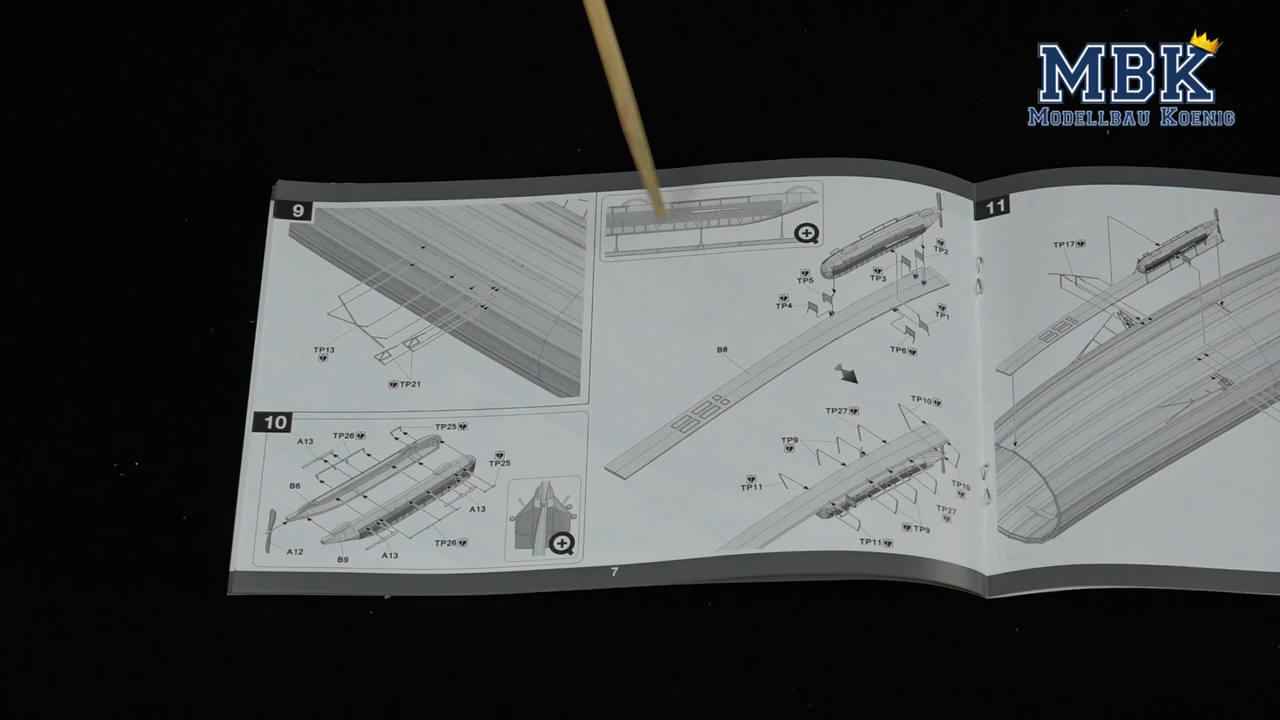 MBK
MODELLBAU KOENIG
9
TP13
TP21
10
A13
TP26
TP25
TP25
B6
A13
A12
B9
A13
TP26
TP2
TP3
TP5
TP4
TP1
TP6
B8
TP10
TP27
TP9
TP11
TP10
TP27
TP9
TP11
7
11
TP17